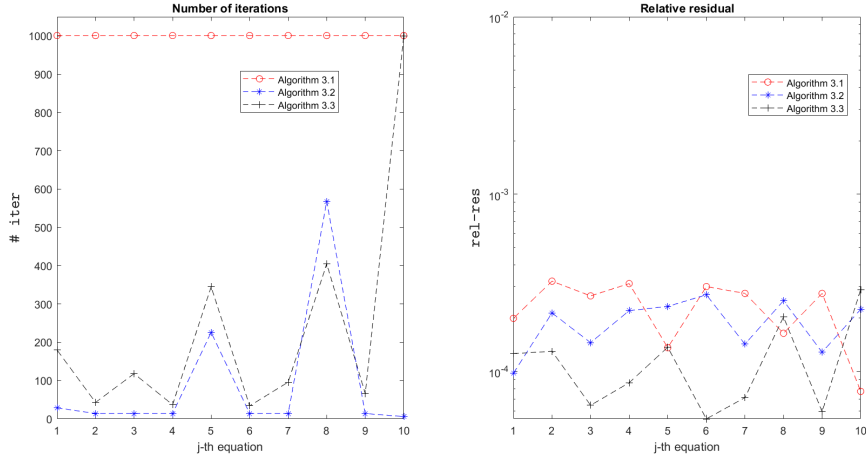 Number of iterations
1000
900
800
700
600
500
400
300
200
100
0
# iter
1 2 3 4 5 6 7 8 9 10
j-th equation
Algorithm 3.1
Algorithm 3.2
Algorithm 3.3
Relative residual
10^-2
10^-3
10^-4
rel-res
1 2 3 4 5 6 7 8 9 10
j-th equation
Algorithm 3.1
Algorithm 3.2
Algorithm 3.3